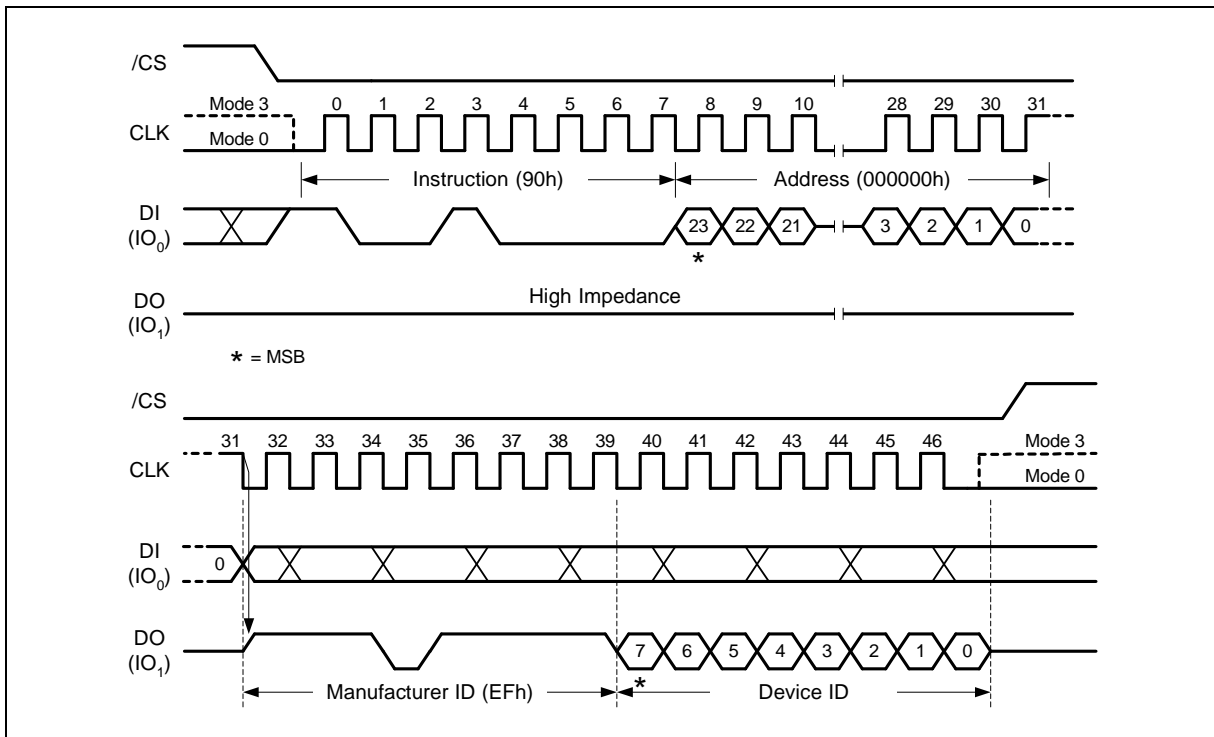 /CS
Mode 3 0 1 2 3 4 5 6 7 8 9 10 28 29 30 31
CLK
Mode 0
Instruction (90h) Address (000000h)
DI
(IO0) 23 22 21 3 2 1 0
*
High Impedance
DO
(IO1)
* = MSB
/CS
31 32 33 34 35 36 37 38 39 40 41 42 43 44 45 46 Mode 3
CLK
Mode 0
DI
(IO0) 0
DO
(IO1) 7 6 5 4 3 2 1 0
*
Manufacturer ID (EFh) Device ID